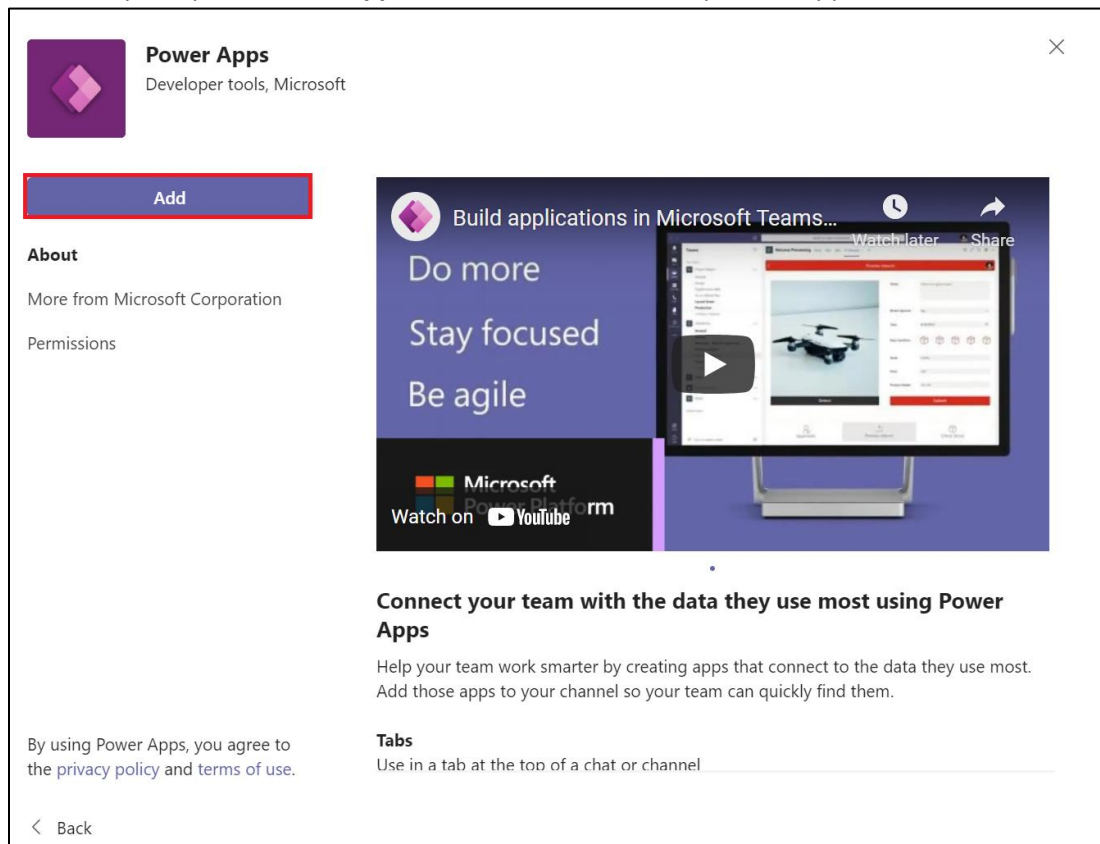 Power Apps
Developer tools, Microsoft
Add
About
More from Microsoft Corporation
Permissions
Build applications in Microsoft Teams...
Watch later
Share
Do more
Stay focused
Be agile
Microsoft
Power Platform
Watch on YouTube
Connect your team with the data they use most using Power
Apps
Help your team work smarter by creating apps that connect to the data they use most.
Add those apps to your channel so your team can quickly find them.
Tabs
Use in a tab at the top of a chat or channel
By using Power Apps, you agree to
the privacy policy and terms of use.
Back